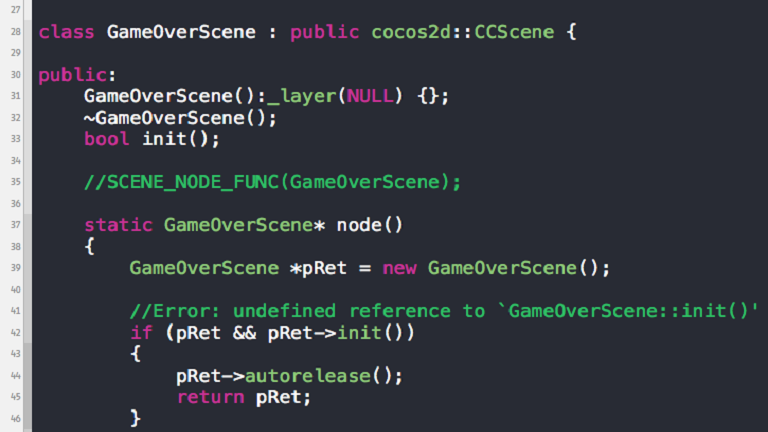 27
28 class GameOverScene : public cocos2d::CCScene {
29
30 public:
31 GameOverScene():_layer(NULL) {};
32 ~GameOverScene();
33 bool init();
34
35 //SCENE_NODE_FUNC(GameOverScene);
36
37 static GameOverScene* node()
38 {
39 GameOverScene *pRet = new GameOverScene();
40
41 //Error: undefined reference to `GameOverScene::init()'
42 if (pRet && pRet->init())
43 {
44 pRet->autorelease();
45 return pRet;
46 }